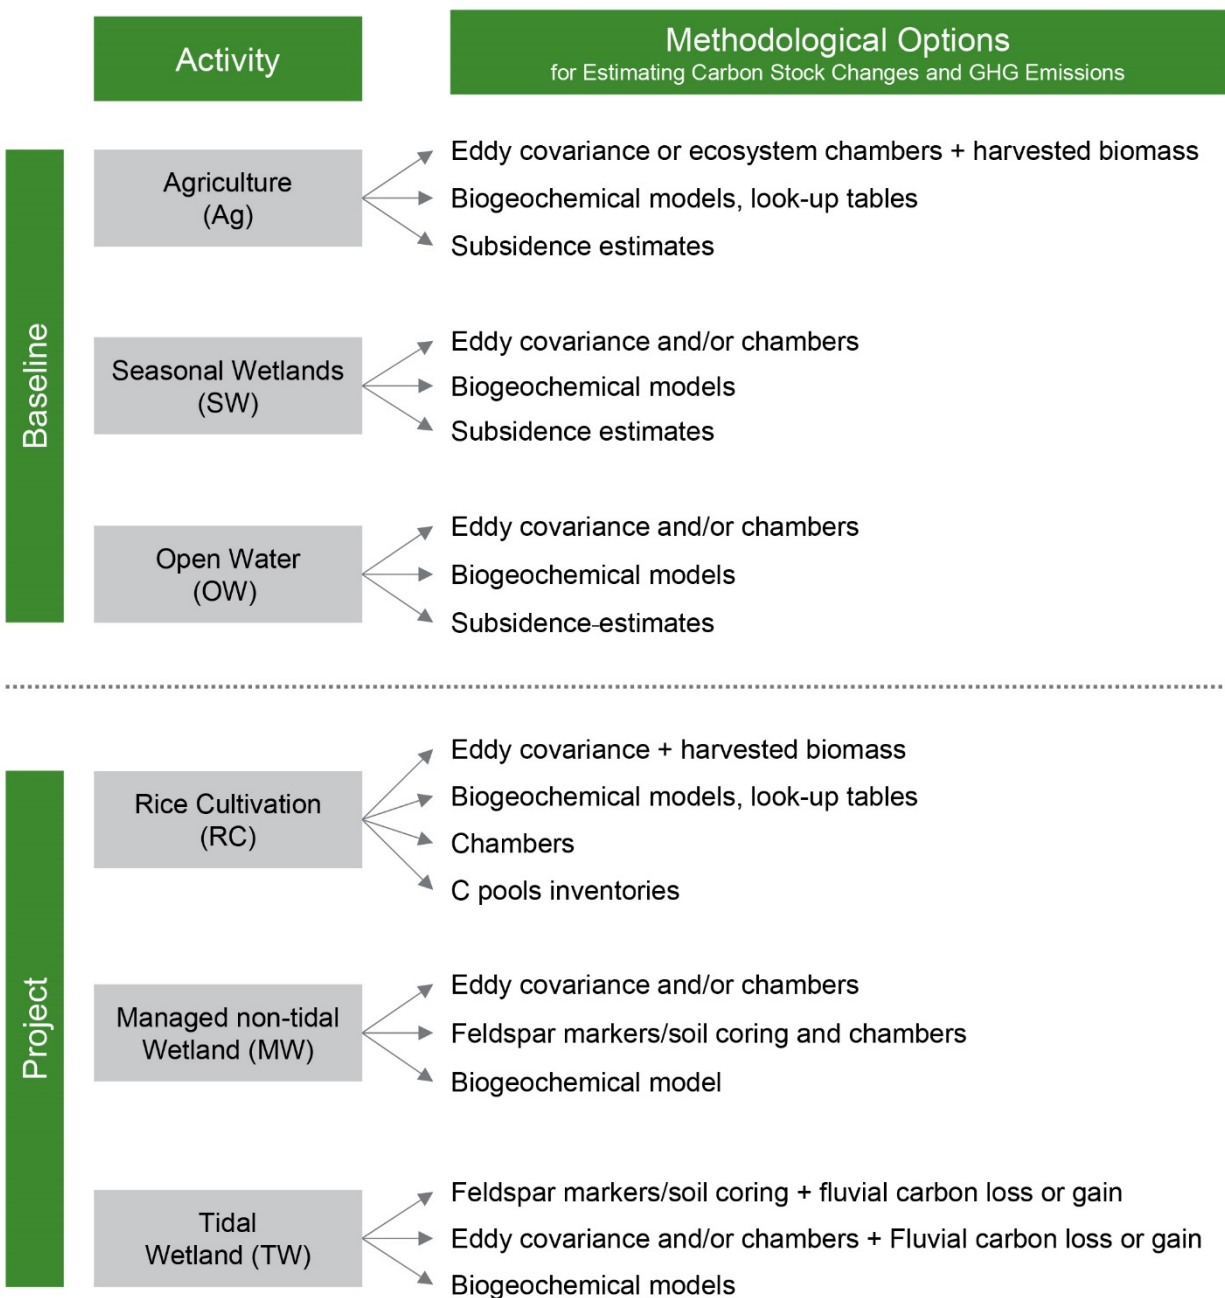 Activity
Methodological Options
for Estimating Carbon Stock Changes and GHG Emissions
Baseline
Agriculture
(Ag)
Eddy covariance or ecosystem chambers + harvested biomass
Biogeochemical models, look-up tables
Subsidence estimates
Seasonal Wetlands
(SW)
Eddy covariance and/or chambers
Biogeochemical models
Subsidence estimates
Open Water
(OW)
Eddy covariance and/or chambers
Biogeochemical models
Subsidence-estimates
Project
Rice Cultivation
(RC)
Eddy covariance + harvested biomass
Biogeochemical models, look-up tables
Chambers
C pools inventories
Managed non-tidal
Wetland (MW)
Eddy covariance and/or chambers
Feldspar markers/soil coring and chambers
Biogeochemical model
Tidal
Wetland (TW)
Feldspar markers/soil coring + fluvial carbon loss or gain
Eddy covariance and/or chambers + Fluvial carbon loss or gain
Biogeochemical models